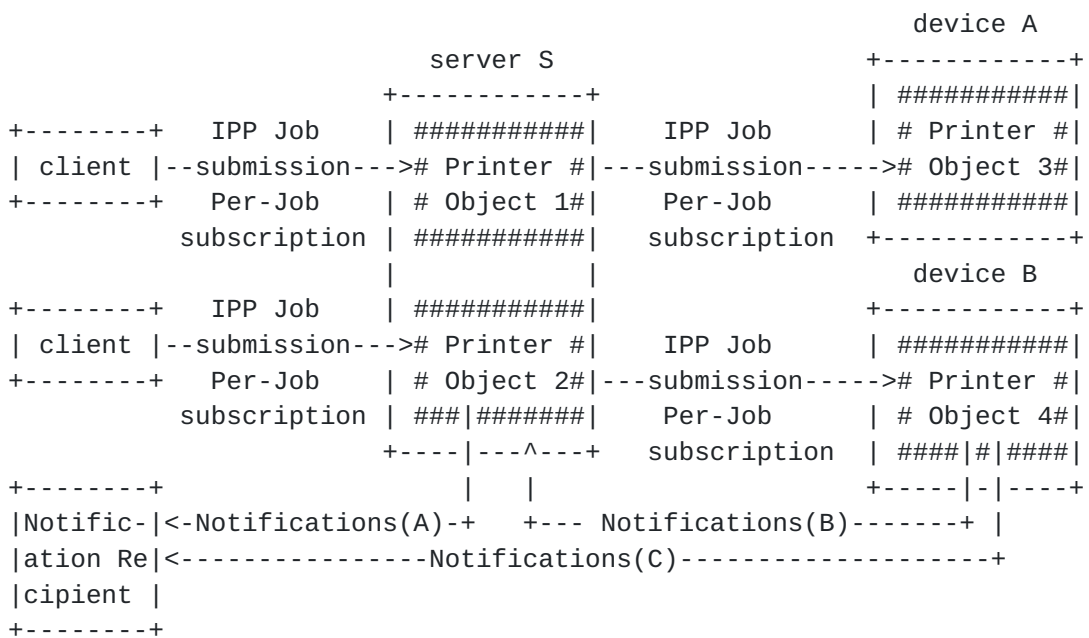 device A
                           server S                    +------------+
                        +------------+                 | ###########|
+--------+   IPP Job    | ###########|    IPP Job      | # Printer #|
| client |--submission---># Printer #|---submission-----># Object 3#|
+--------+   Per-Job    | # Object 1#|    Per-Job      | ###########|
           subscription | ###########|   subscription  +------------+
                        |            |                    device B
+--------+   IPP Job    | ###########|                 +------------+
| client |--submission---># Printer #|    IPP Job      | ###########|
+--------+   Per-Job    | # Object 2#|---submission-----># Printer #|
           subscription | ###|#######|    Per-Job      | # Object 4#|
                        +----|---^---+   subscription  | ####|#|####|
+--------+                   |   |                     +-----|-|----+
|Notific-|<-Notifications(A)-+   +--- Notifications(B)-------+ |
|ation Re|<----------------Notifications(C)--------------------+
|cipient |
+--------+